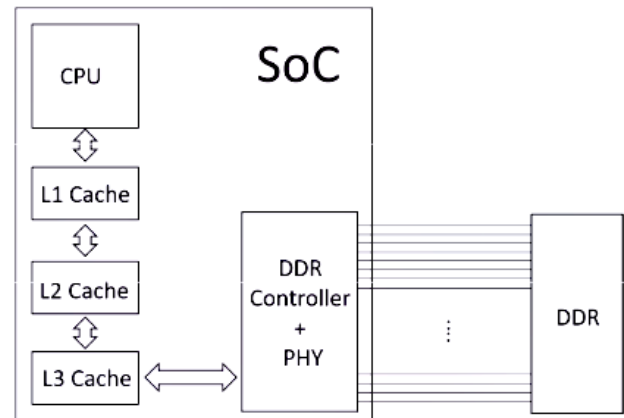 SoC
CPU
L1 Cache
L2 Cache
L3 Cache
DDR
Controller
+
PHY
DDR